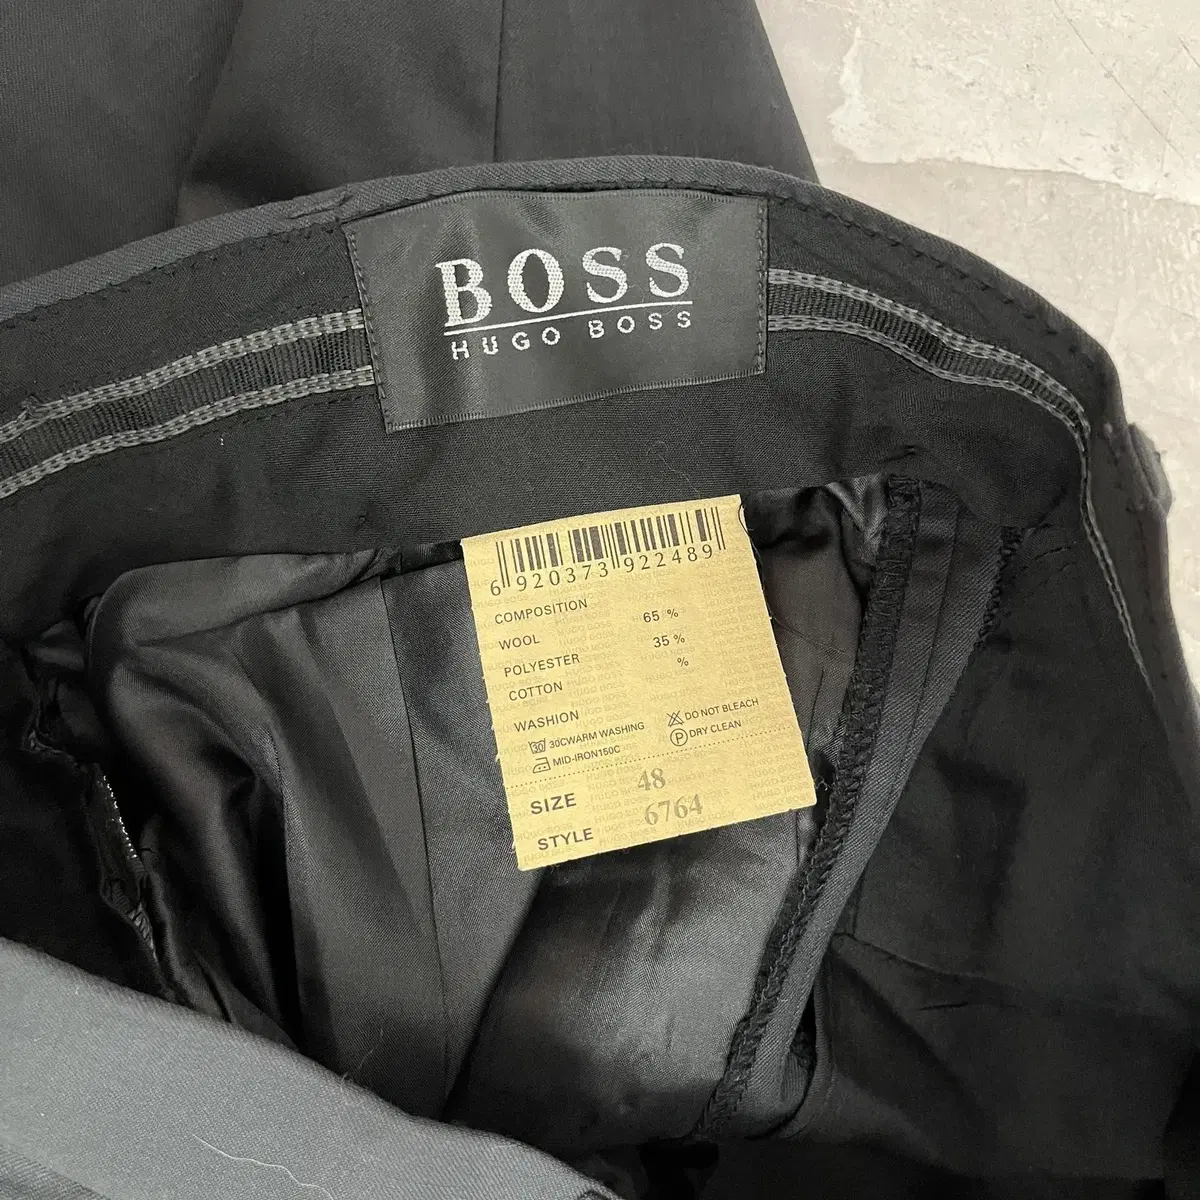 BOSS
HUGO BOSS
6 920373 922489
COMPOSITION
WOOL 65 %
POLYESTER 35 %
COTTON %
WASHION
30 30CWARM WASHING DO NOT BLEACH
MID-IRON150C P DRY CLEAN
SIZE 48
STYLE 6764